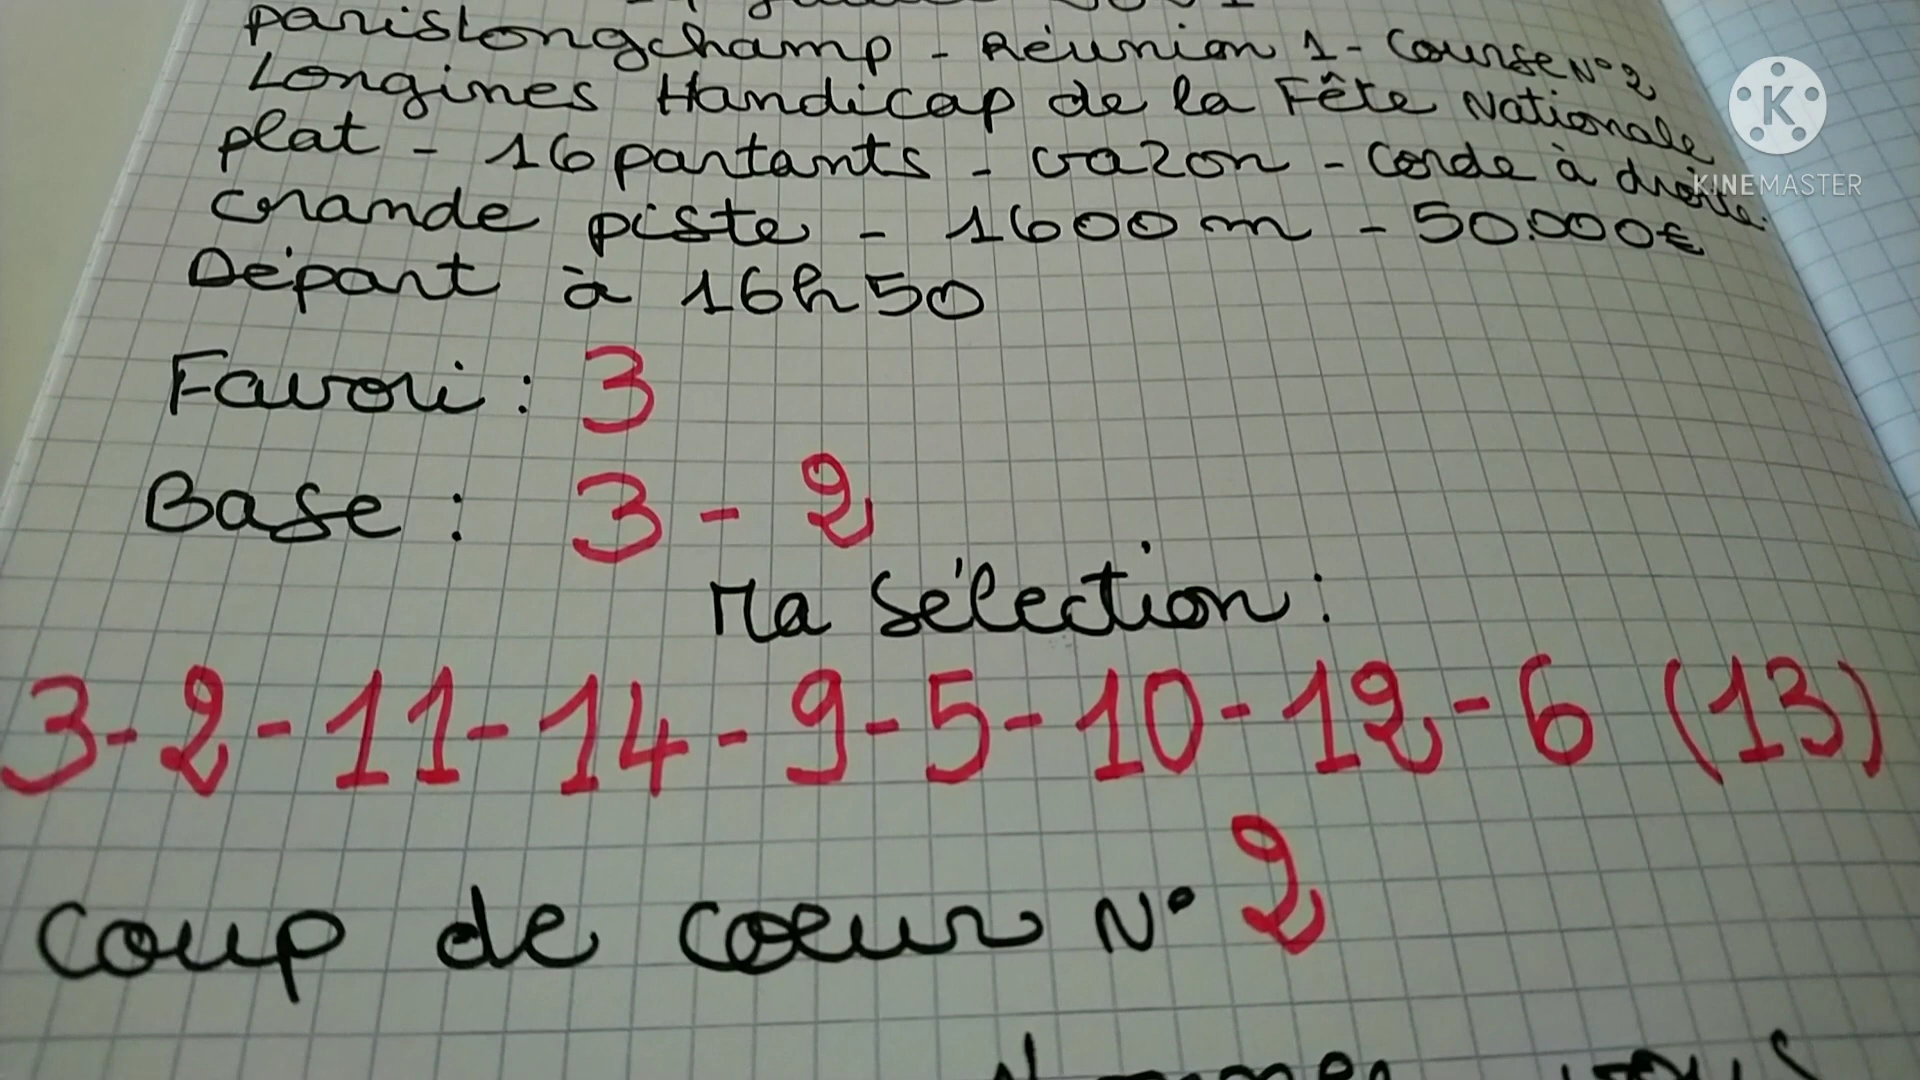 parisLongchamp - Réunion 1 - Course N° 2
Longines Handicap de la Fête Nationale
plat - 16 partants - Gazon - Corde à droite
Grande piste - 1600 m - 50.000€
Départ à 16h50
Favori : 3
Base : 3 - 2
Ma Sélection :
3 - 2 - 11 - 14 - 9 - 5 - 10 - 12 - 6 (13)
coup de coeur N° 2
K
KINEMASTER